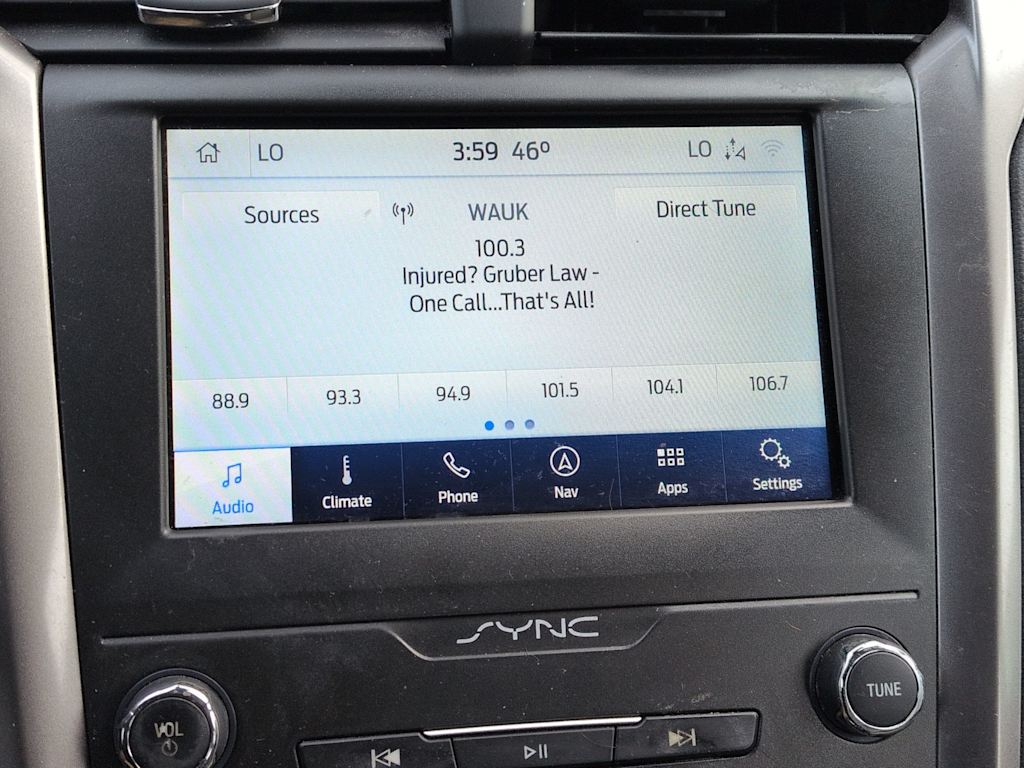 LO 3:59 46° LO
Sources WAUK Direct Tune
100.3
Injured? Gruber Law -
One Call...That's All!
88.9 93.3 94.9 101.5 104.1 106.7
Audio Climate Phone Nav Apps Settings
SYNC
VOL TUNE